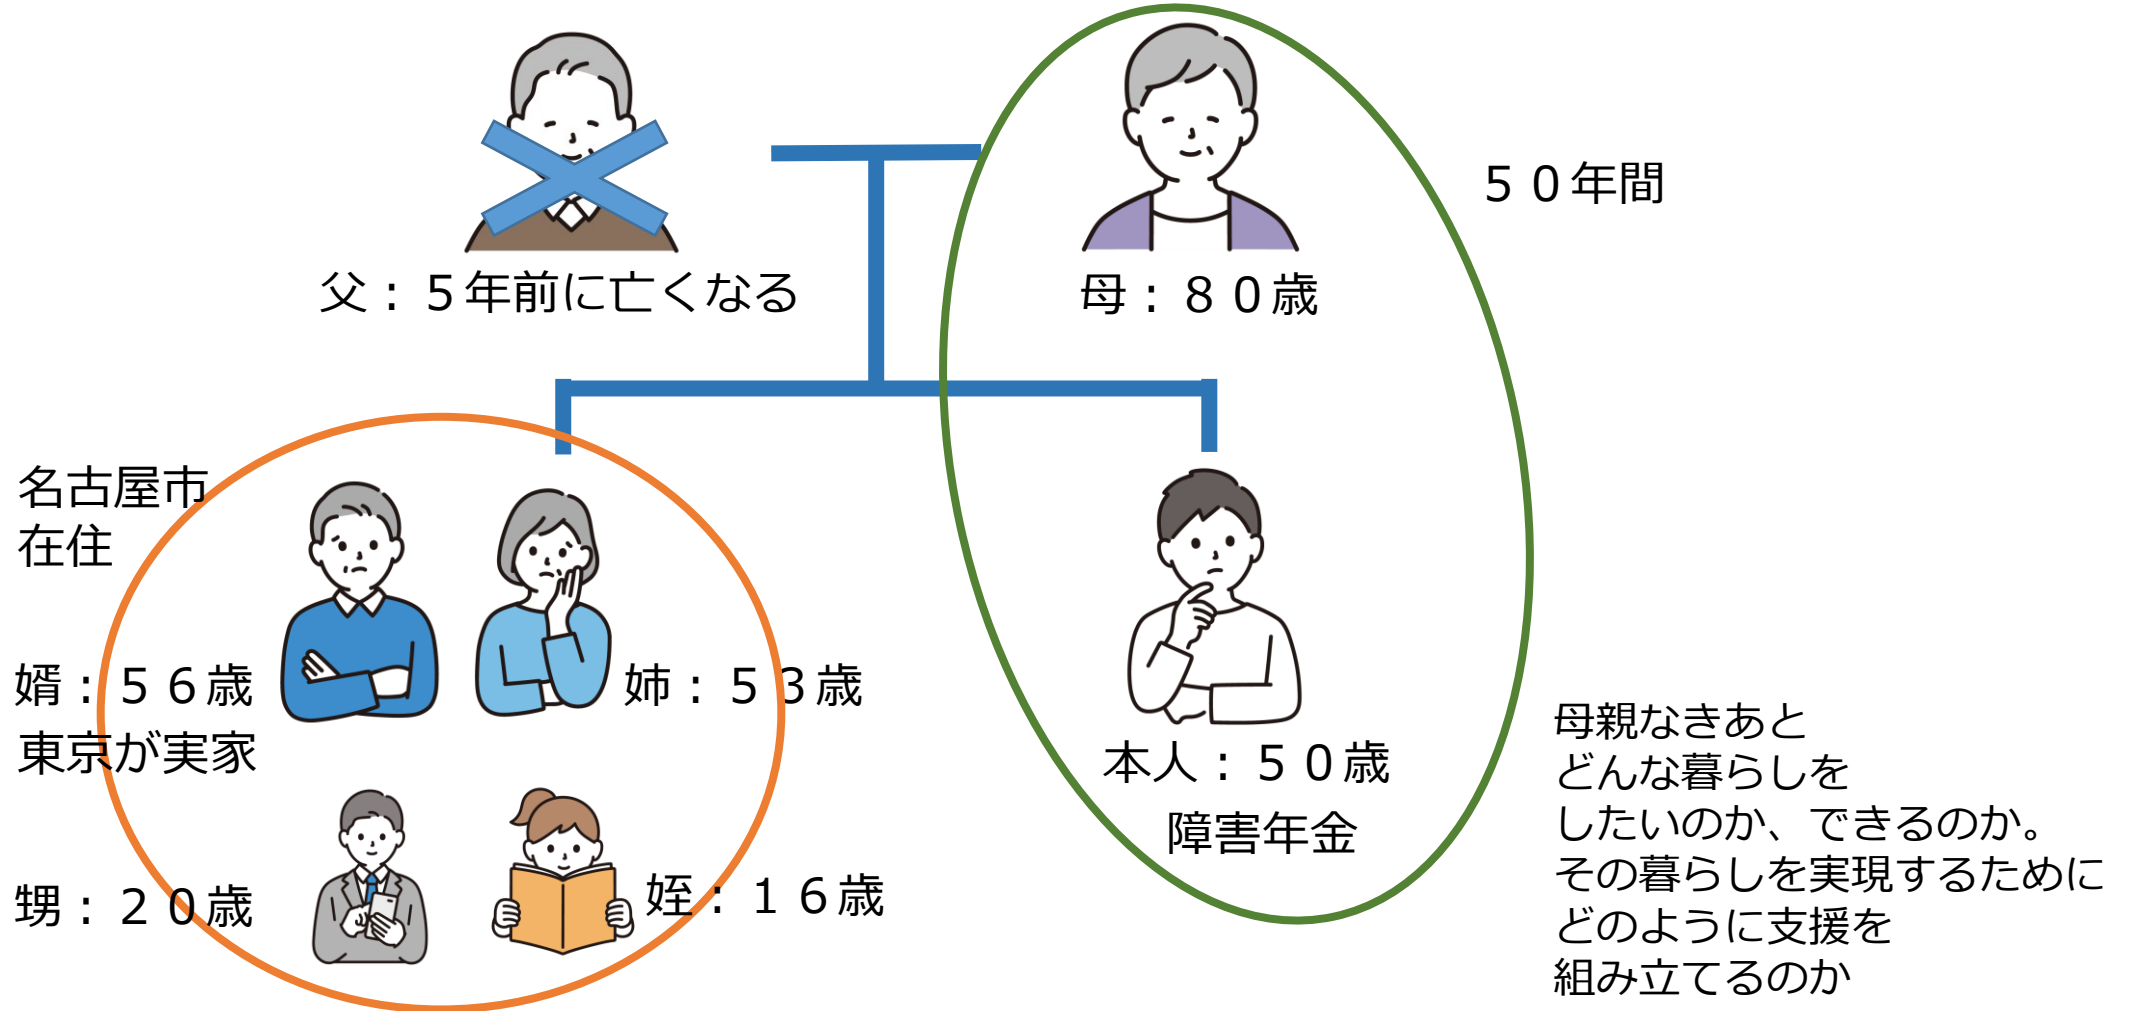 ５０年間
父：５年前に亡くなる
母：８０歳
名古屋市
在住
婿：５６歳
東京が実家
姉：５３歳
本人：５０歳
障害年金
甥：２０歳
姪：１６歳
母親なきあと
どんな暮らしを
したいのか、できるのか。
その暮らしを実現するために
どのように支援を
組み立てるのか